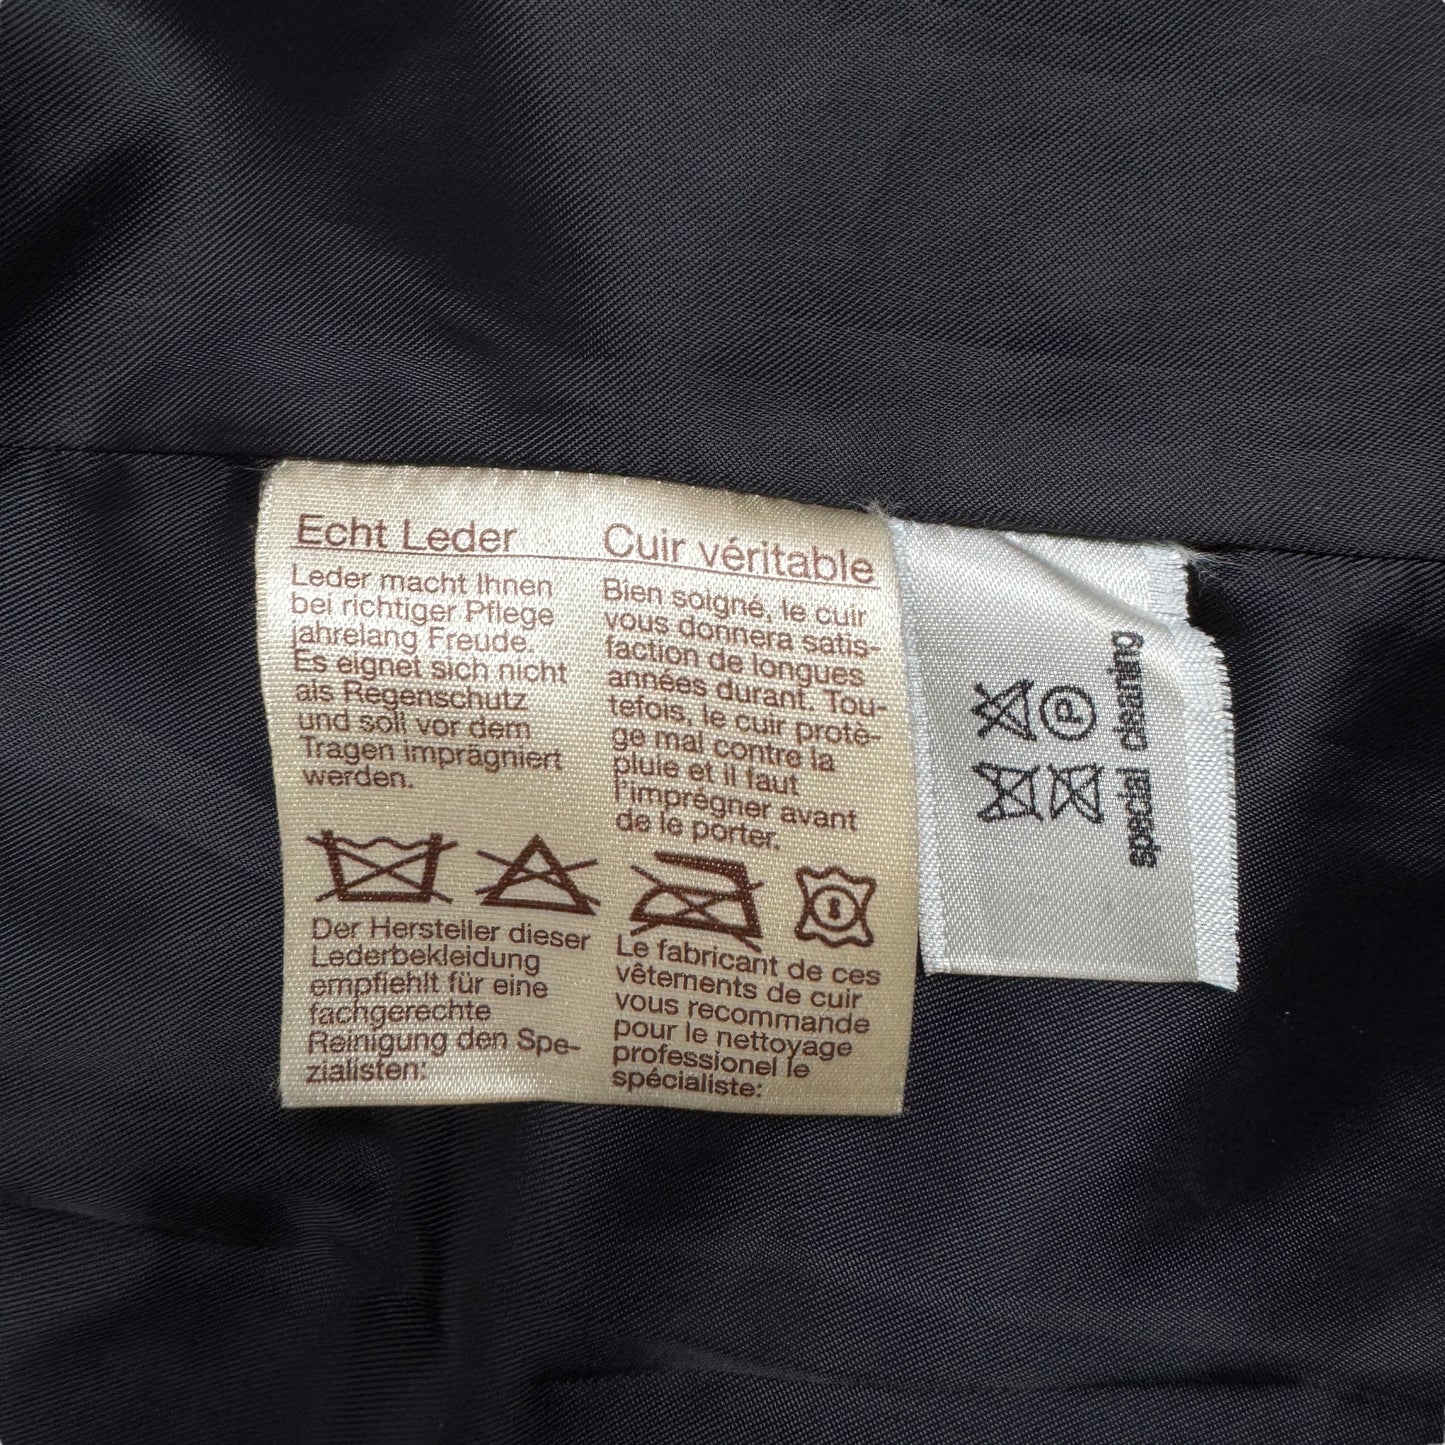 Echt Leder
Leder macht Ihnen
bei richtiger Pflege
jahrelang Freude.
Es eignet sich nicht
als Regenschutz
und soll vor dem
Tragen imprägniert
werden.
Cuir véritable
Bien soigné, le cuir
vous donnera satis-
faction de longues
années durant. Tou-
tefois, le cuir protè-
ge mal contre la
pluie et il faut
l'imprégner avant
de le porter.
Der Hersteller dieser
Lederbekleidung
empfiehlt für eine
fachgerechte
Reinigung den Spe-
zialisten:
Le fabricant de ces
vêtements de cuir
vous recommande
pour le nettoyage
professionel le
spécialiste:
P
special cleaning